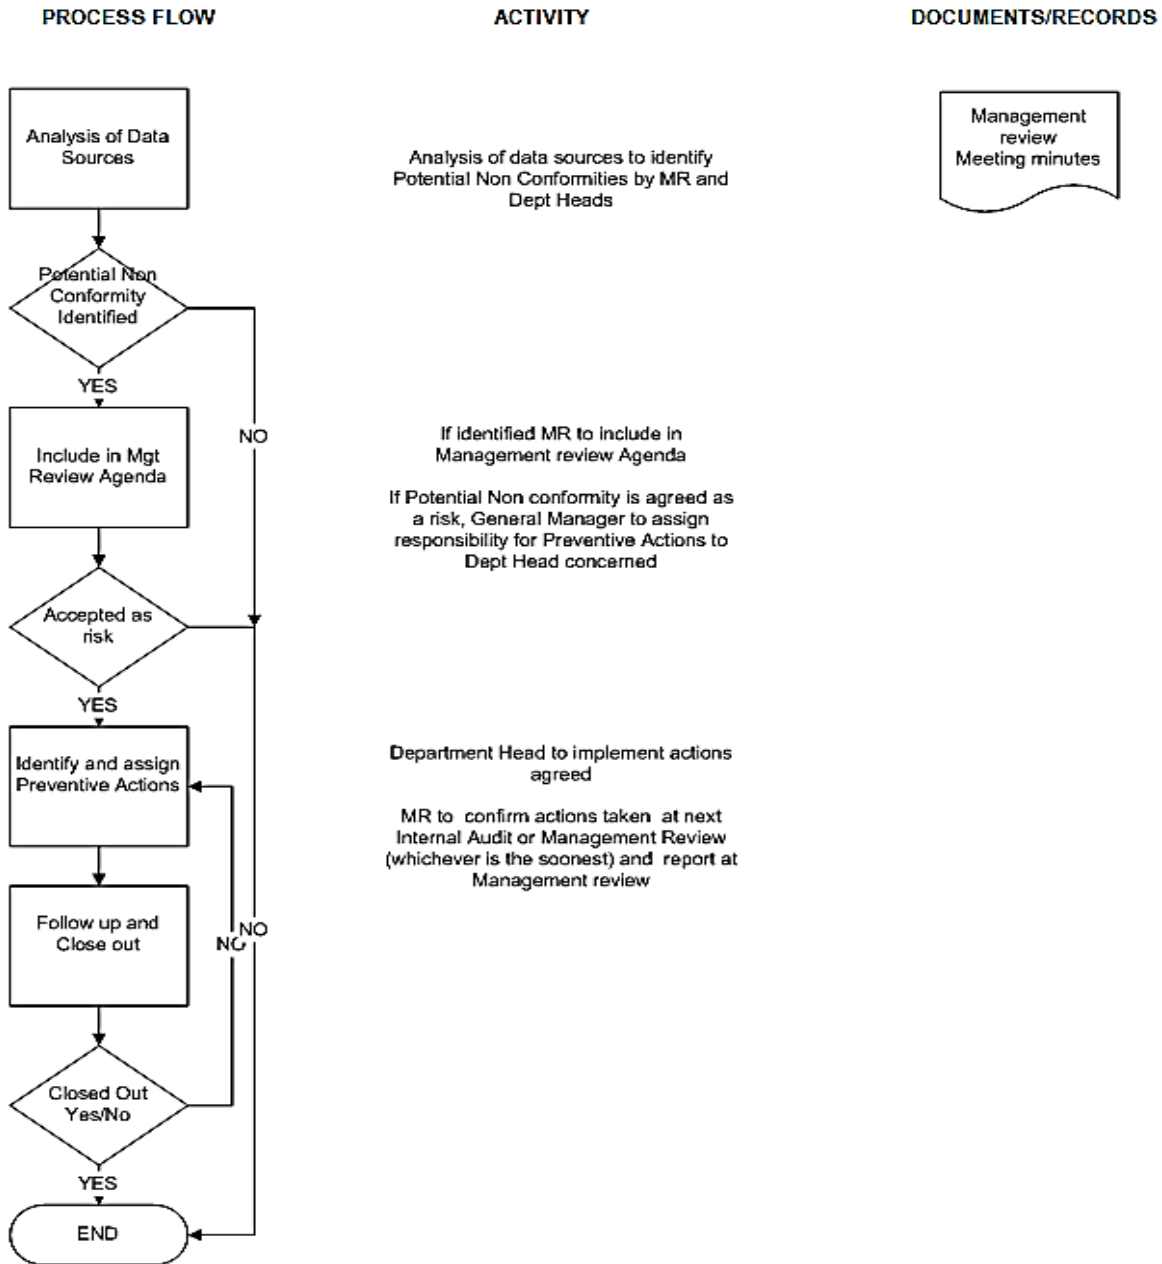 PROCESS FLOW
ACTIVITY
DOCUMENTS/RECORDS
Analysis of Data
Sources
Analysis of data sources to identify
Potential Non Conformities by MR and
Dept Heads
Management
review
Meeting minutes
Potential Non
Conformity
Identified
YES
NO
Include in Mgt
Review Agenda
If identified MR to include in
Management review Agenda
If Potential Non conformity is agreed as
a risk, General Manager to assign
responsibility for Preventive Actions to
Dept Head concerned
Accepted as
risk
YES
Identify and assign
Preventive Actions
Department Head to implement actions
agreed
MR to confirm actions taken at next
Internal Audit or Management Review
(whichever is the soonest) and report at
Management review
Follow up and
Close out
NO
NO
Closed Out
Yes/No
YES
END